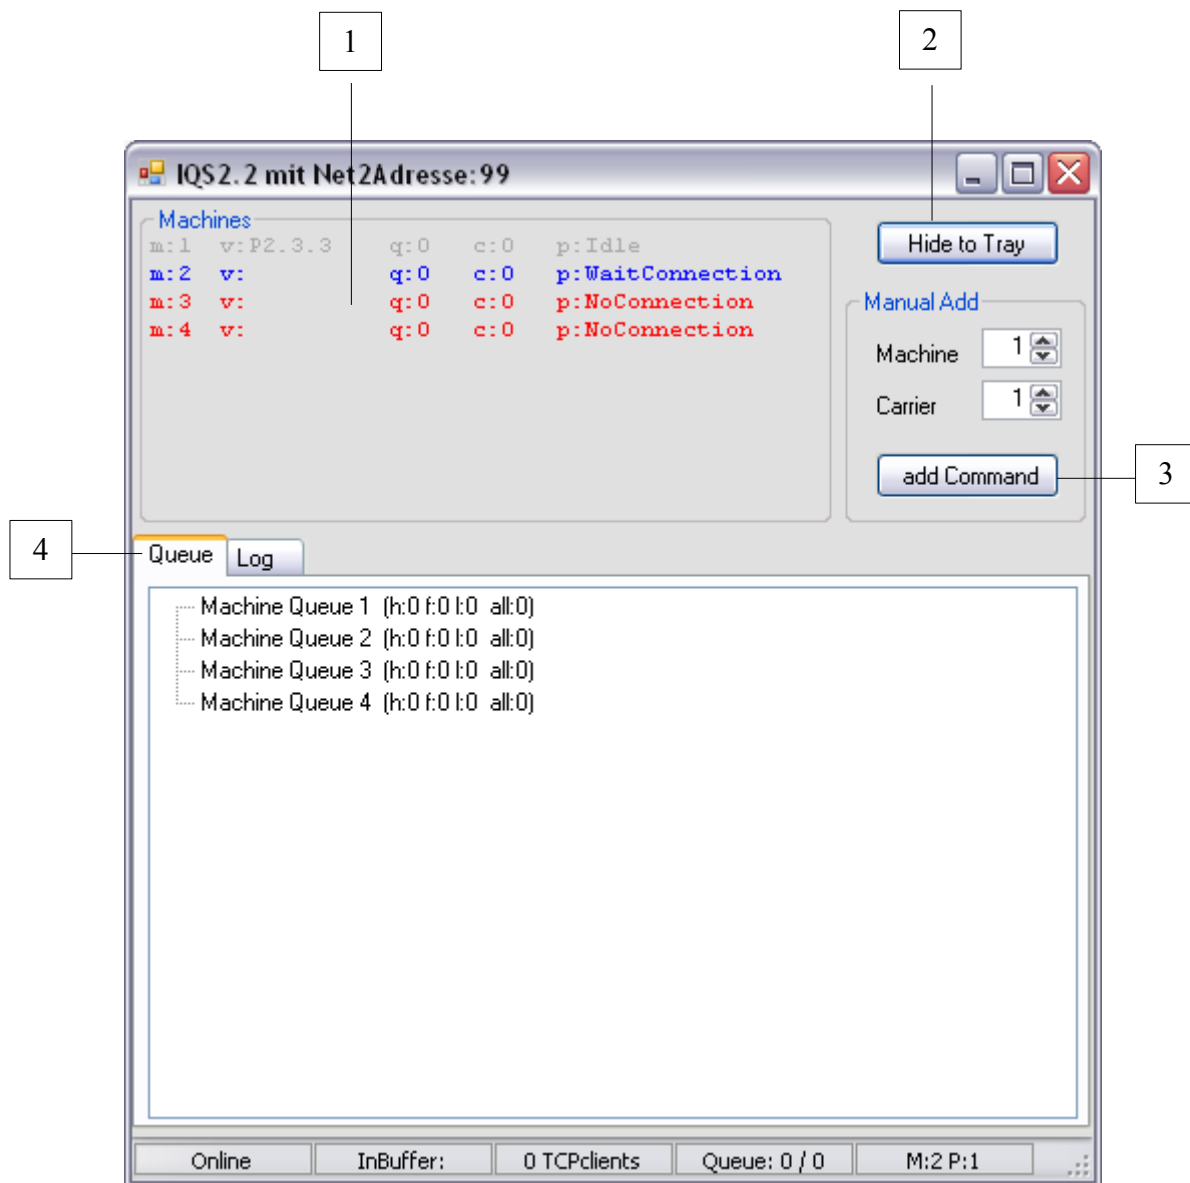 1
2
IQS2.2 mit Net2Adresse:99
Machines
m:1 v:P2.3.3 q:0 c:0 p:Idle
m:2 v: q:0 c:0 p:WaitConnection
m:3 v: q:0 c:0 p:NoConnection
m:4 v: q:0 c:0 p:NoConnection
Hide to Tray
Manual Add
Machine 1
Carrier 1
add Command
3
4
Queue Log
Machine Queue 1 (h:0 f:0 l:0 all:0)
Machine Queue 2 (h:0 f:0 l:0 all:0)
Machine Queue 3 (h:0 f:0 l:0 all:0)
Machine Queue 4 (h:0 f:0 l:0 all:0)
Online InBuffer: 0 TCPclients Queue: 0 / 0 M:2 P:1